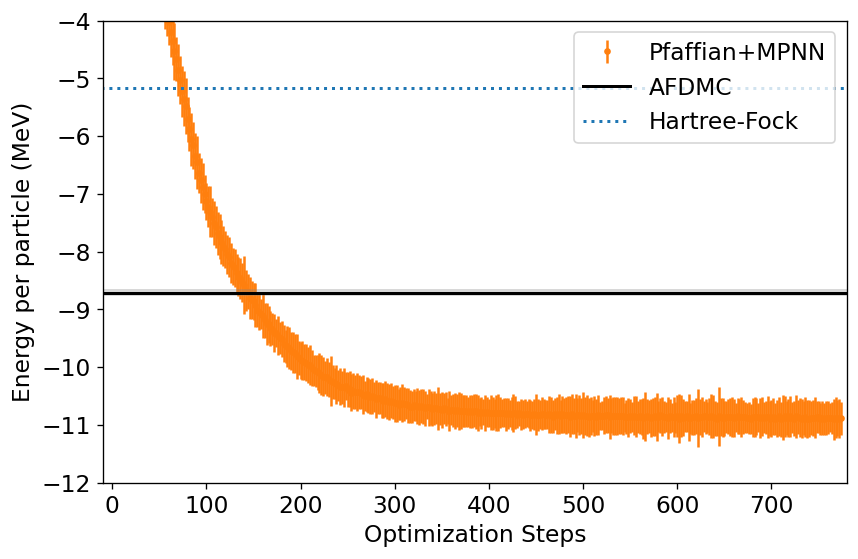 −4
−5
−6
−7
−8
−9
−10
−11
−12
Energy per particle (MeV)
Pfaffian+MPNN
AFDMC
Hartree-Fock
0 100 200 300 400 500 600 700
Optimization Steps